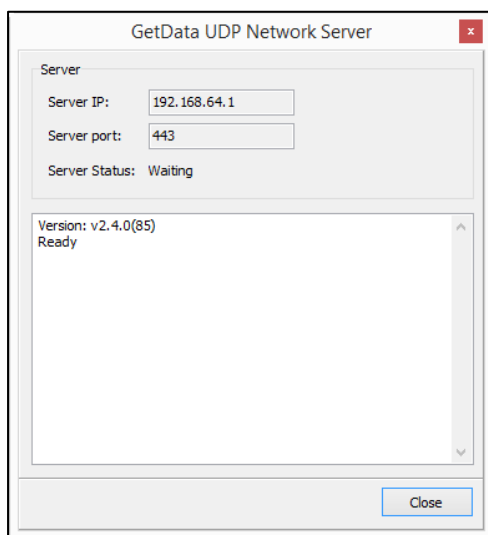 GetData UDP Network Server
x
Server
Server IP: 192.168.64.1
Server port: 443
Server Status: Waiting
Version: v2.4.0(85)
Ready
Close